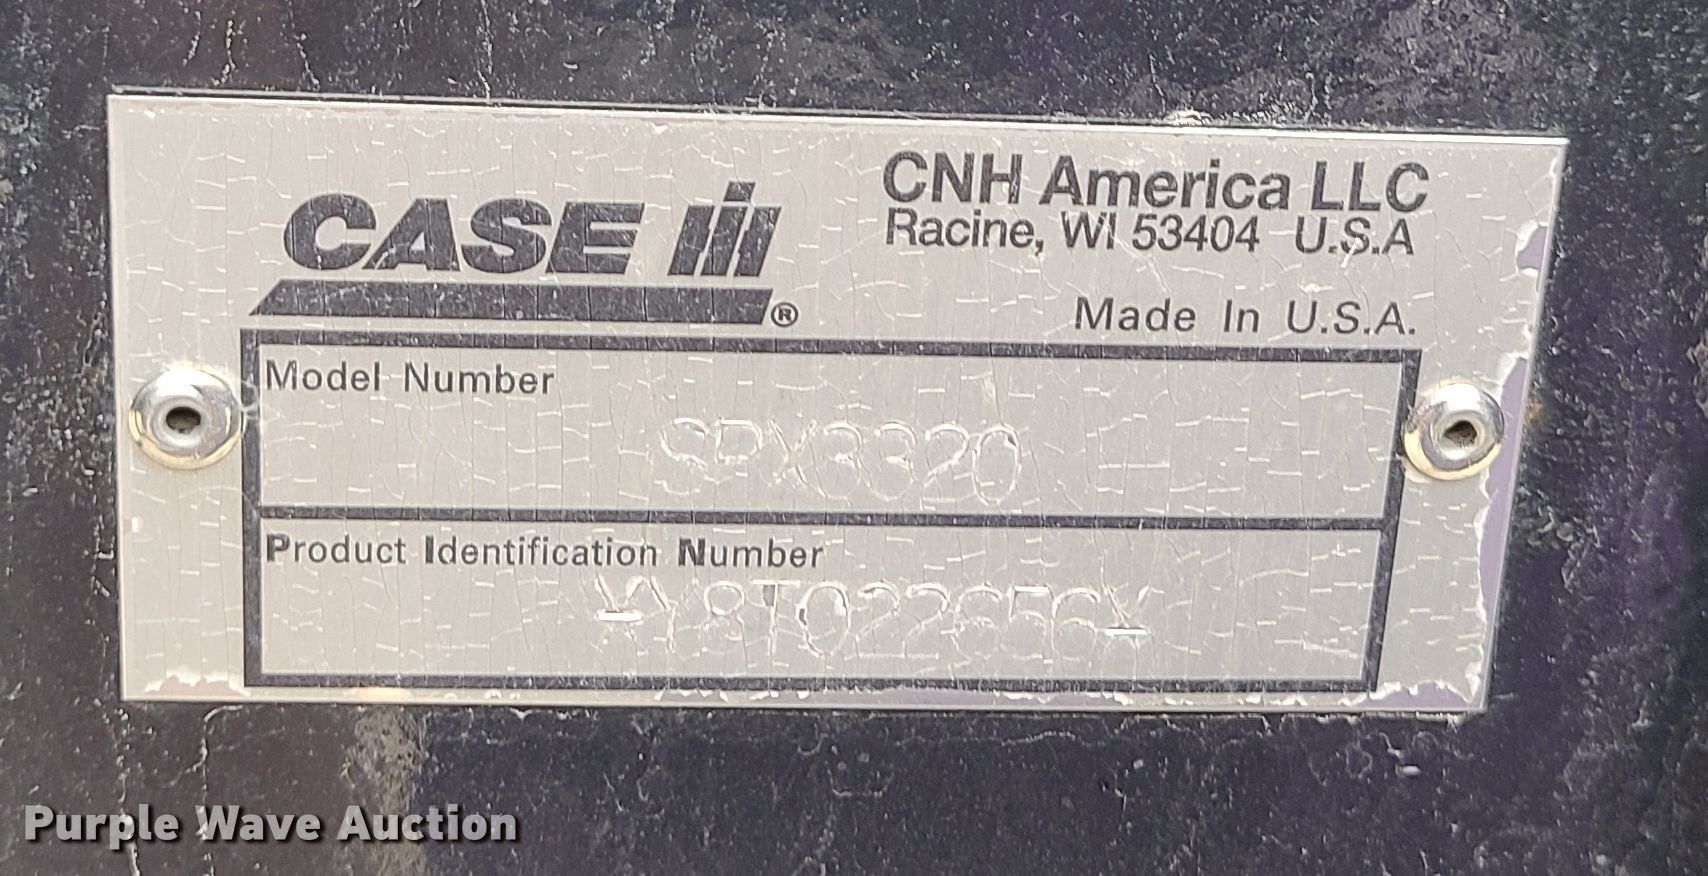 CASE IH ®
CNH America LLC
Racine, WI 53404 U.S.A
Made In U.S.A.
Model Number
SPX3320
Product Identification Number
*Y8T022656*
Purple Wave Auction